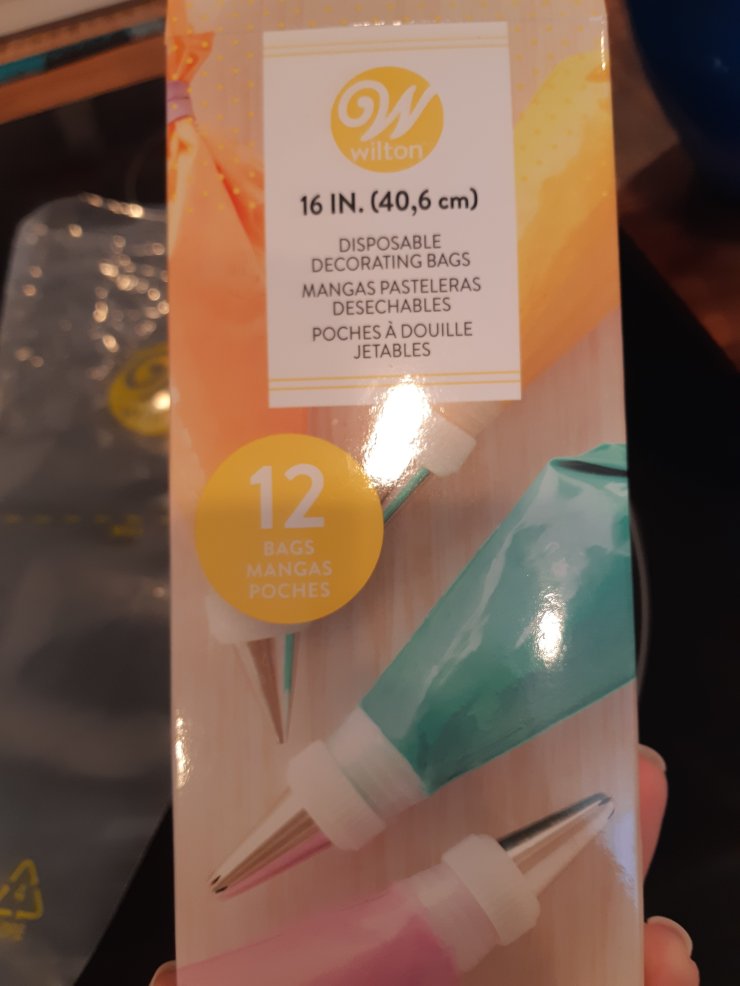 wilton
16 IN. (40,6 cm)
DISPOSABLE
DECORATING BAGS
MANGAS PASTELERAS
DESECHABLES
POCHES À DOUILLE
JETABLES
12
BAGS
MANGAS
POCHES